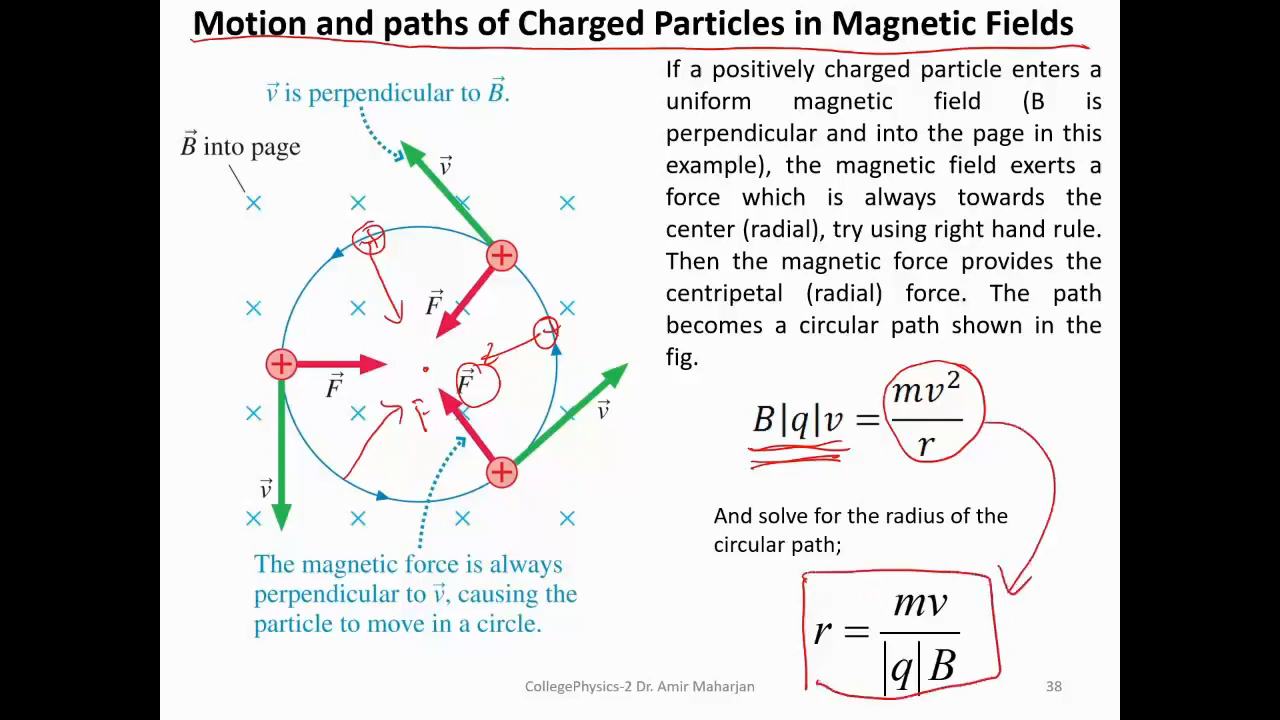 Motion and paths of Charged Particles in Magnetic Fields
v⃗ is perpendicular to B⃗.
B⃗ into page
v⃗
F⃗
F⃗
v⃗
F⃗
v⃗
F⃗
The magnetic force is always
perpendicular to v⃗, causing the
particle to move in a circle.
If a positively charged particle enters a
uniform magnetic field (B is
perpendicular and into the page in this
example), the magnetic field exerts a
force which is always towards the
center (radial), try using right hand rule.
Then the magnetic force provides the
centripetal (radial) force. The path
becomes a circular path shown in the
fig.
B|q|v = mv²/r
And solve for the radius of the
circular path;
r = mv/|q|B
CollegePhysics-2 Dr. Amir Maharjan
38